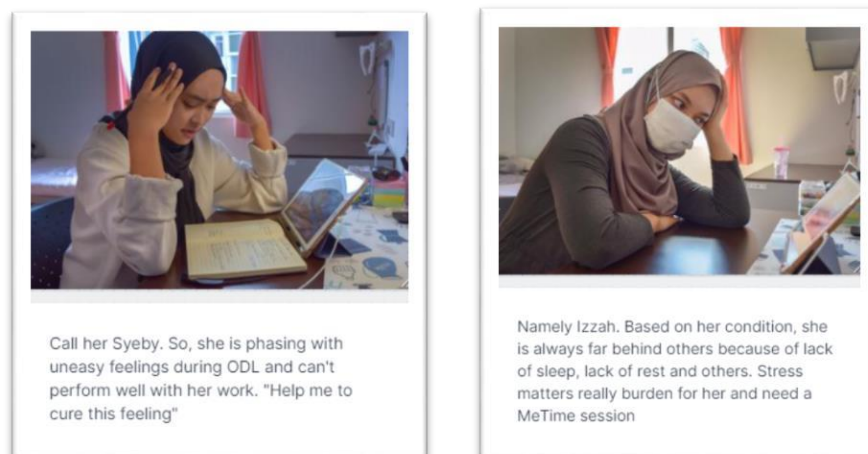 Call her Syeby. So, she is phasing with
uneasy feelings during ODL and can't
perform well with her work. "Help me to
cure this feeling"
Namely Izzah. Based on her condition, she
is always far behind others because of lack
of sleep, lack of rest and others. Stress
matters really burden for her and need a
MeTime session